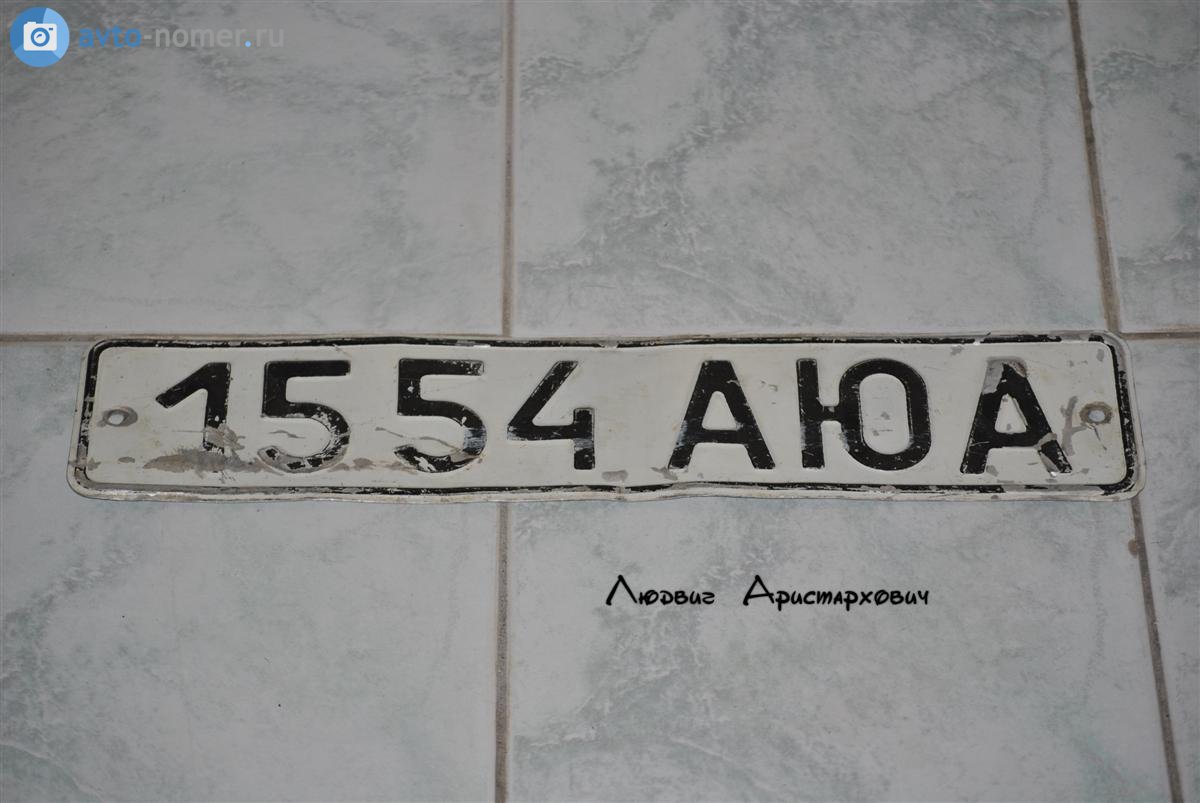 avto-nomer.ru
1554 АЮА
Людвиг Аристархович